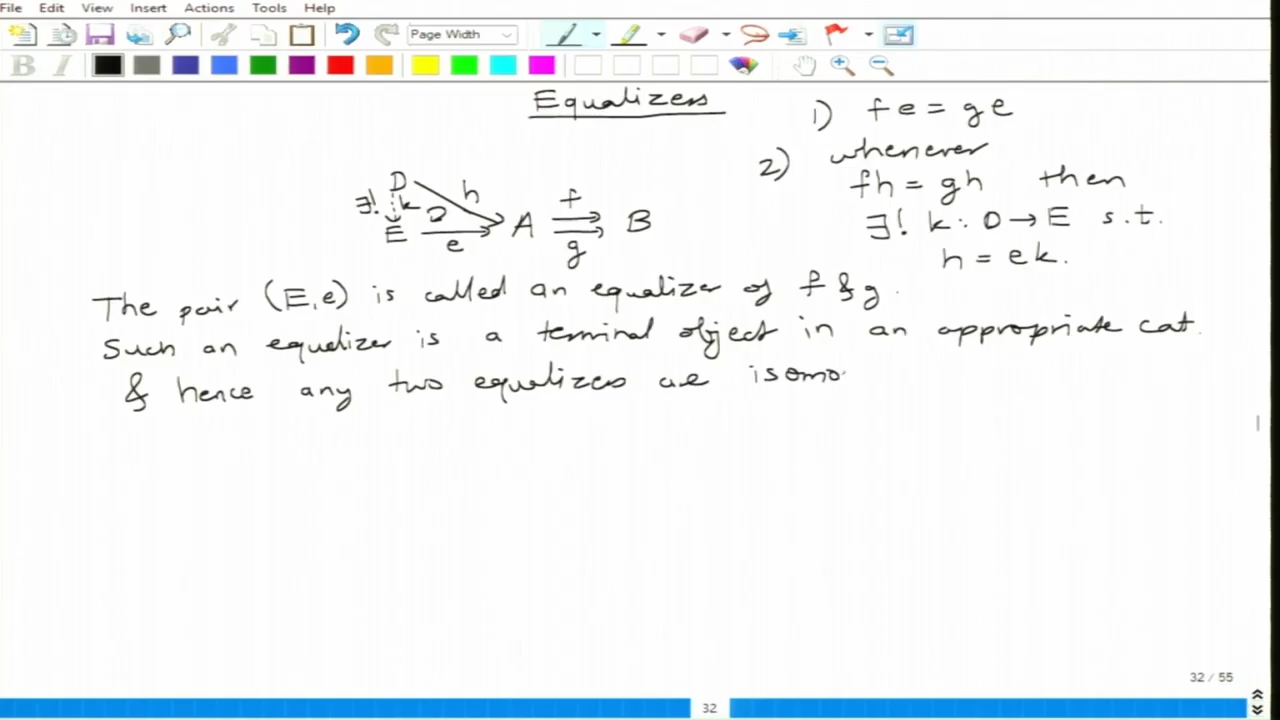 File Edit View Insert Actions Tools Help
Page Width
B I
Equalizers
1) fe = ge
2) whenever
fh = gh then
∃! k : D → E s.t.
h = ek.
D h
∃! k
E e A f g B
The pair (E,e) is called an equalizer of f & g.
Such an equalizer is a terminal object in an appropriate cat.
& hence any two equalizers are isomo
32 / 55
32